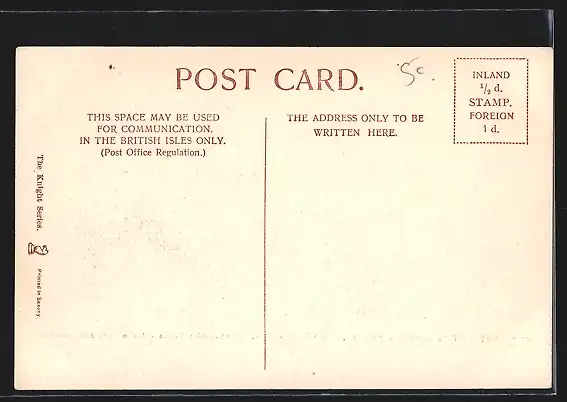 POST CARD.
5c.
INLAND
½ d.
STAMP.
FOREIGN
1 d.
THIS SPACE MAY BE USED
FOR COMMUNICATION.
IN THE BRITISH ISLES ONLY.
(Post Office Regulation.)
THE ADDRESS ONLY TO BE
WRITTEN HERE.
The Knight Series.
Printed in Saxony.